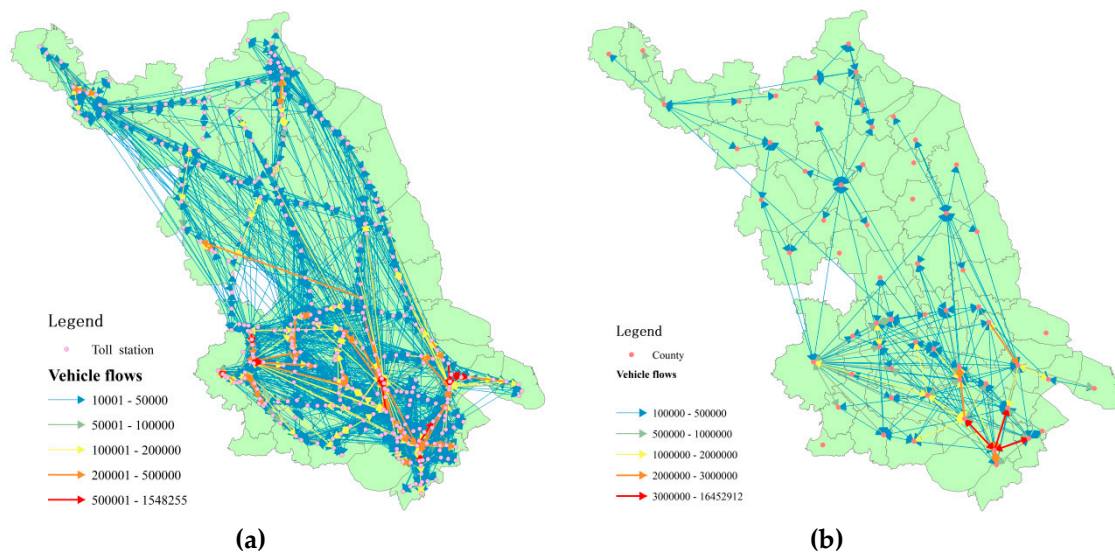 Legend
Toll station
Vehicle flows
10001 - 50000
50001 - 100000
100001 - 200000
200001 - 500000
500001 - 1548255
(a)
Legend
County
Vehicle flows
100000 - 500000
500000 - 1000000
1000000 - 2000000
2000000 - 3000000
3000000 - 16452912
(b)